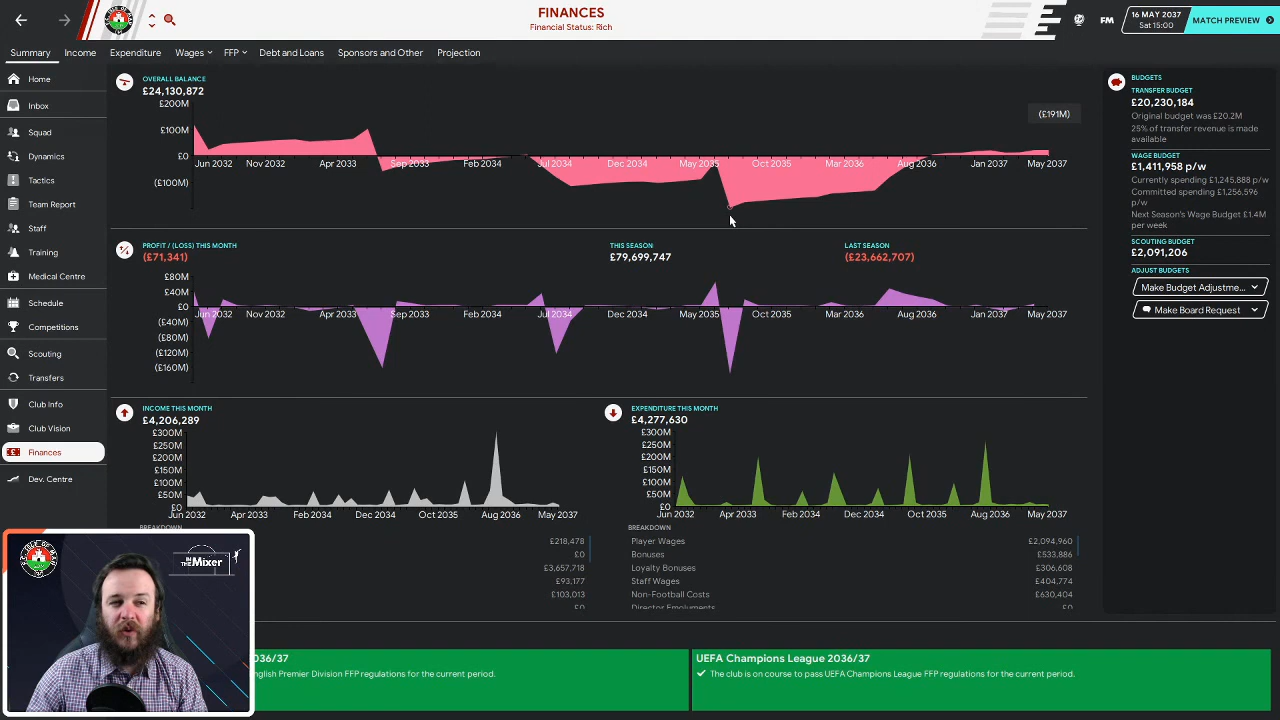 FINANCES
Financial Status: Rich
FM
16 MAY 2037
Sat 15:00
MATCH PREVIEW
Summary Income Expenditure Wages FFP Debt and Loans Sponsors and Other Projection
Home
Inbox
Squad
Dynamics
Tactics
Team Report
Staff
Training
Medical Centre
Schedule
Competitions
Scouting
Transfers
Club Info
Club Vision
Finances
Dev. Centre
OVERALL BALANCE
£24,130,872
(£191M)
£200M
£100M
£0
(£100M)
Jun 2032 Nov 2032 Apr 2033 Sep 2033 Feb 2034 Jul 2034 Dec 2034 May 2035 Oct 2035 Mar 2036 Aug 2036 Jan 2037 May 2037
PROFIT / (LOSS) THIS MONTH
(£71,341)
THIS SEASON
£79,699,747
LAST SEASON
(£23,662,707)
£80M
£40M
£0
(£40M)
(£80M)
(£120M)
(£160M)
Jun 2032 Nov 2032 Apr 2033 Sep 2033 Feb 2034 Jul 2034 Dec 2034 May 2035 Oct 2035 Mar 2036 Aug 2036 Jan 2037 May 2037
INCOME THIS MONTH
£4,206,289
£300M
£250M
£200M
£150M
£100M
£50M
£0
Jun 2032 Apr 2033 Feb 2034 Dec 2034 Oct 2035 Aug 2036 May 2037
BREAKDOWN
£218,478
£0
£3,657,718
£93,177
£103,013
£0
EXPENDITURE THIS MONTH
£4,277,630
£300M
£250M
£200M
£150M
£100M
£50M
£0
Jun 2032 Apr 2033 Feb 2034 Dec 2034 Oct 2035 Aug 2036 May 2037
BREAKDOWN
Player Wages £2,094,960
Bonuses £533,886
Loyalty Bonuses £306,608
Staff Wages £404,774
Non-Football Costs £630,404
Director Emoluments £0
BUDGETS
TRANSFER BUDGET
£20,230,184
Original budget was £20.2M
25% of transfer revenue is made
available
WAGE BUDGET
£1,411,958 p/w
Currently spending £1,245,888 p/w
Committed spending £1,256,596
p/w
Next Season's Wage Budget £1.4M
per week
SCOUTING BUDGET
£2,091,206
ADJUST BUDGETS
Make Budget Adjustme...
Make Board Request
IN
THE Mixer
036/37
nglish Premier Division FFP regulations for the current period.
UEFA Champions League 2036/37
The club is on course to pass UEFA Champions League FFP regulations for the current period.